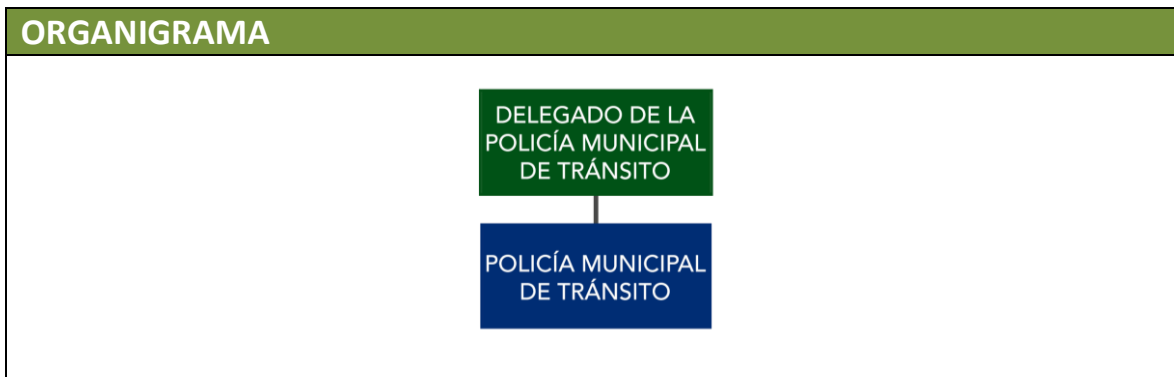 ORGANIGRAMA
DELEGADO DE LA
POLICÍA MUNICIPAL
DE TRÁNSITO
POLICÍA MUNICIPAL
DE TRÁNSITO